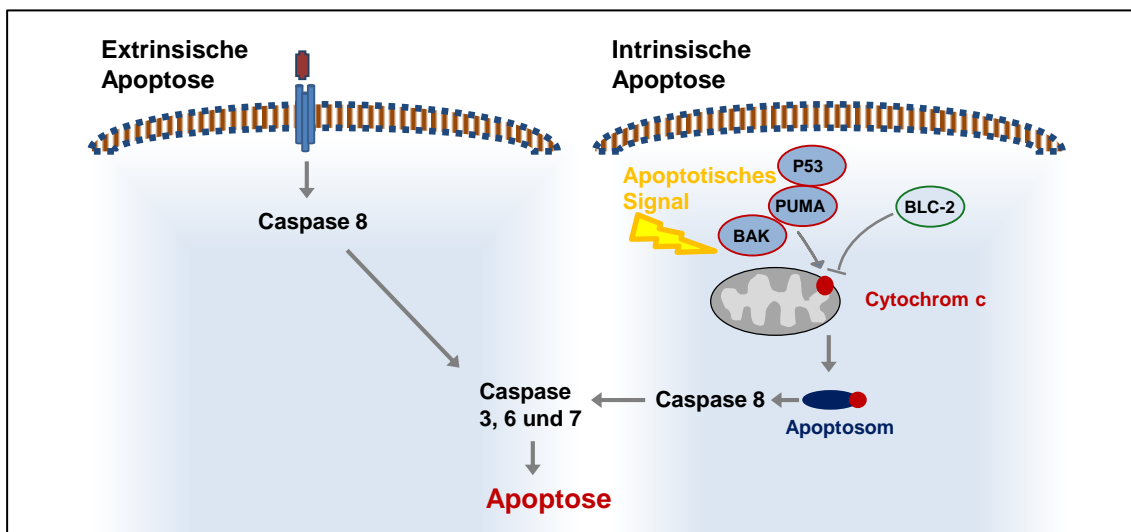 Extrinsische
Apoptose
Caspase 8
Intrinsische
Apoptose
Apoptotisches
Signal
P53
PUMA
BAK
BLC-2
Cytochrom c
Apoptosom
Caspase 8
Caspase
3, 6 und 7
Apoptose